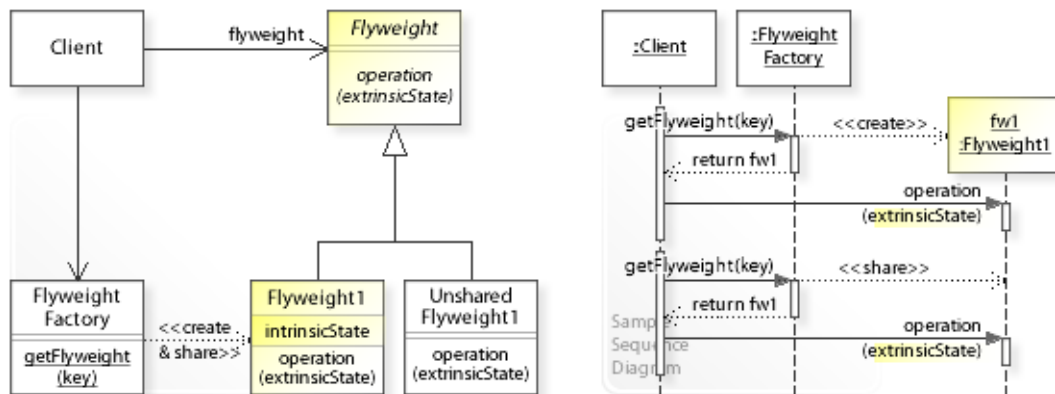 Client
flyweight
Flyweight
operation
(extrinsicState)
Flyweight
Factory
getFlyweight
(key)
<<create
& share>>
Flyweight1
intrinsicState
operation
(extrinsicState)
Unshared
Flyweight1
operation
(extrinsicState)
:Client
:Flyweight
Factory
getFlyweight(key)
<<create>>
fw1
:Flyweight1
return fw1
operation
(extrinsicState)
getFlyweight(key)
<<share>>
return fw1
operation
(extrinsicState)
Sample
Sequence
Diagram